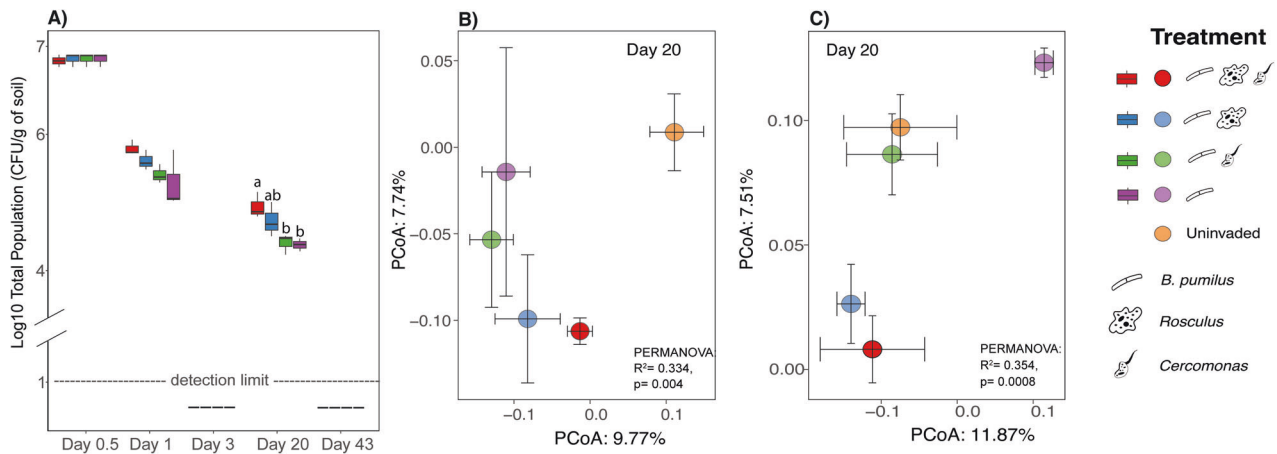 A)
Log10 Total Population (CFU/g of soil)
7
6
4
1
a
ab
b
b
detection limit
Day 0.5
Day 1
Day 3
Day 20
Day 43
B)
Day 20
PCoA: 7.74%
0.05
0.00
−0.05
−0.10
PERMANOVA:
R²= 0.334,
p= 0.004
−0.1
0.0
0.1
PCoA: 9.77%
C)
Day 20
PCoA: 7.51%
0.10
0.05
0.00
PERMANOVA:
R²= 0.354,
p= 0.0008
−0.1
0.0
0.1
PCoA: 11.87%
Treatment
Uninvaded
B. pumilus
Rosculus
Cercomonas